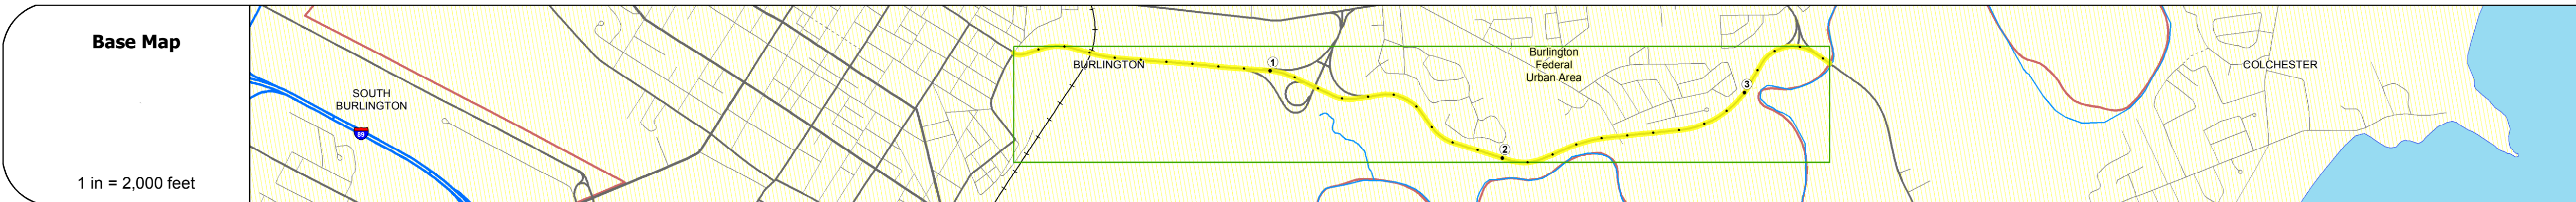 Base Map
1 in = 2,000 feet
SOUTH
BURLINGTON
89
BURLINGTON
1
2
3
Burlington
Federal
Urban Area
COLCHESTER